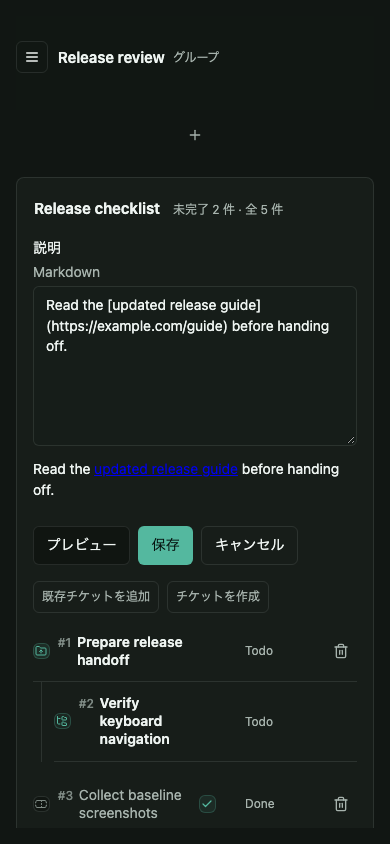 Release review グループ
+
Release checklist 未完了 2 件 · 全 5 件
説明
Markdown
Read the [updated release guide]
(https://example.com/guide) before handing
off.
Read the updated release guide before handing
off.
プレビュー 保存 キャンセル
既存チケットを追加 チケットを作成
#1 Prepare release Todo
handoff
#2 Verify Todo
keyboard
navigation
#3 Collect baseline Done
screenshots